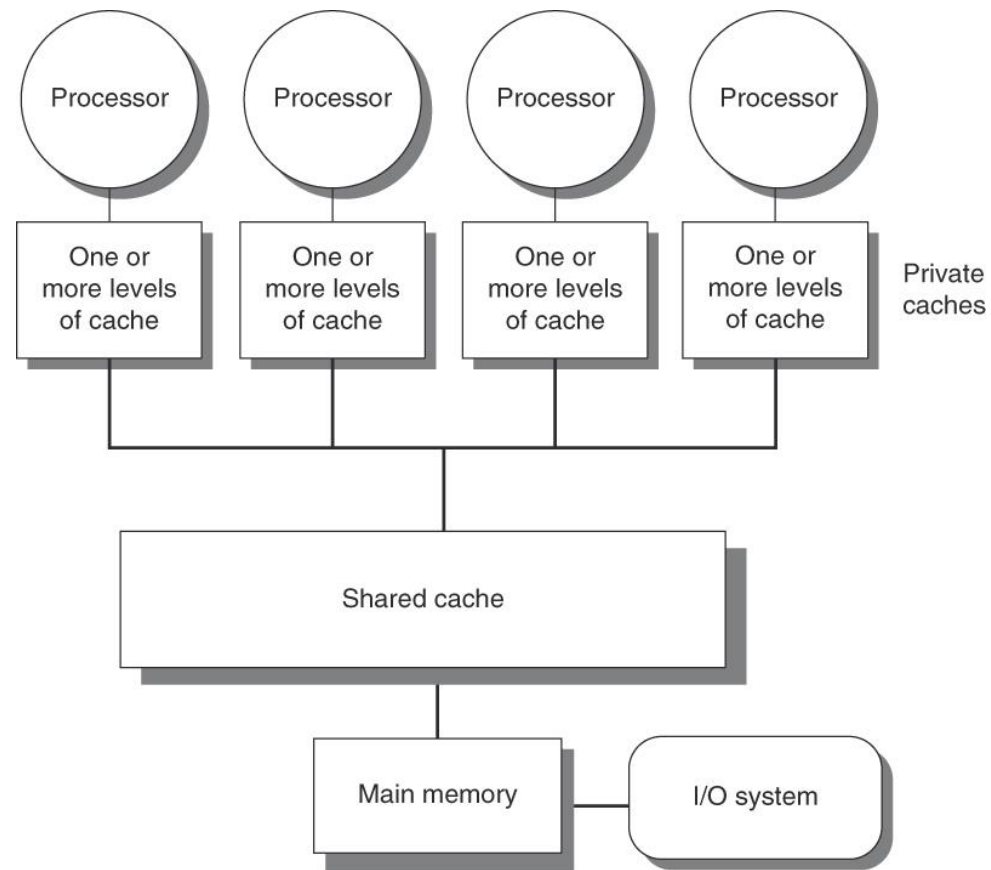 Processor
Processor
Processor
Processor
One or
more levels
of cache
One or
more levels
of cache
One or
more levels
of cache
One or
more levels
of cache
Private
caches
Shared cache
Main memory
I/O system